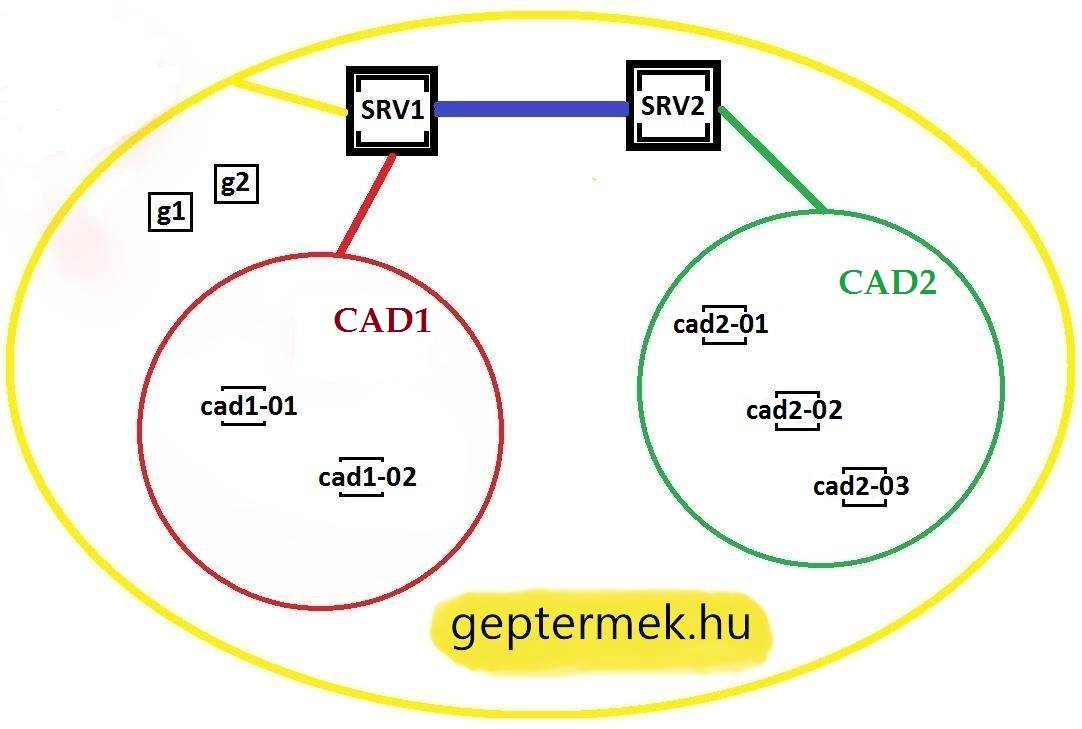 SRV1
SRV2
g2
g1
CAD2
CAD1
cad2-01
cad1-01
cad2-02
cad1-02
cad2-03
geptermek.hu